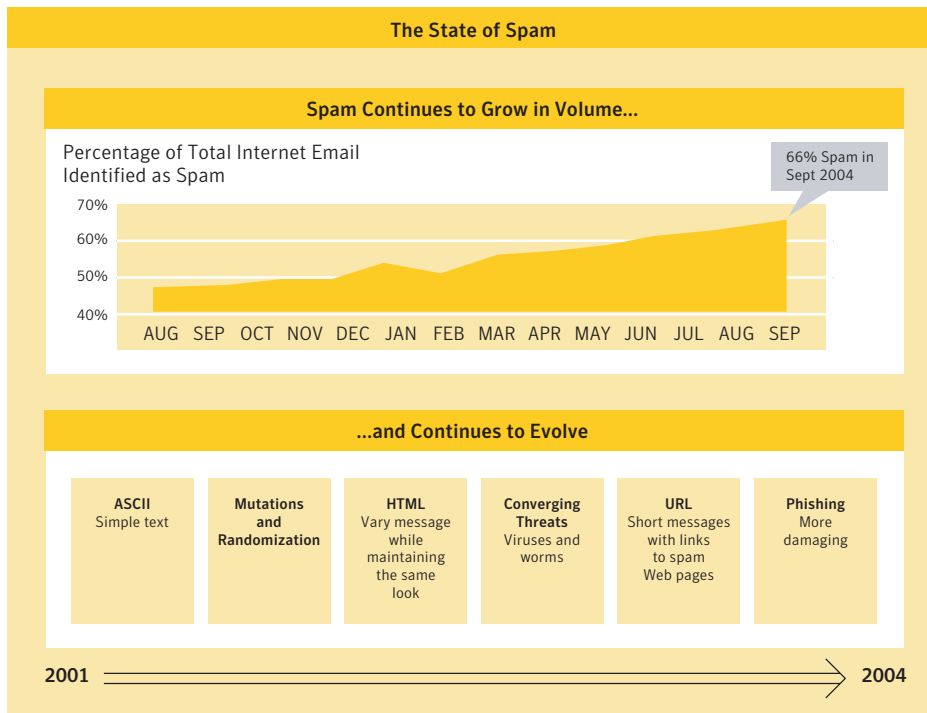 The State of Spam
Spam Continues to Grow in Volume...
Percentage of Total Internet Email
Identified as Spam
66% Spam in
Sept 2004
70%
60%
50%
40%
AUG SEP OCT NOV DEC JAN FEB MAR APR MAY JUN JUL AUG SEP
...and Continues to Evolve
ASCII
Simple text
Mutations
and
Randomization
HTML
Vary message
while
maintaining
the same
look
Converging
Threats
Viruses and
worms
URL
Short messages
with links
to spam
Web pages
Phishing
More
damaging
2001
2004